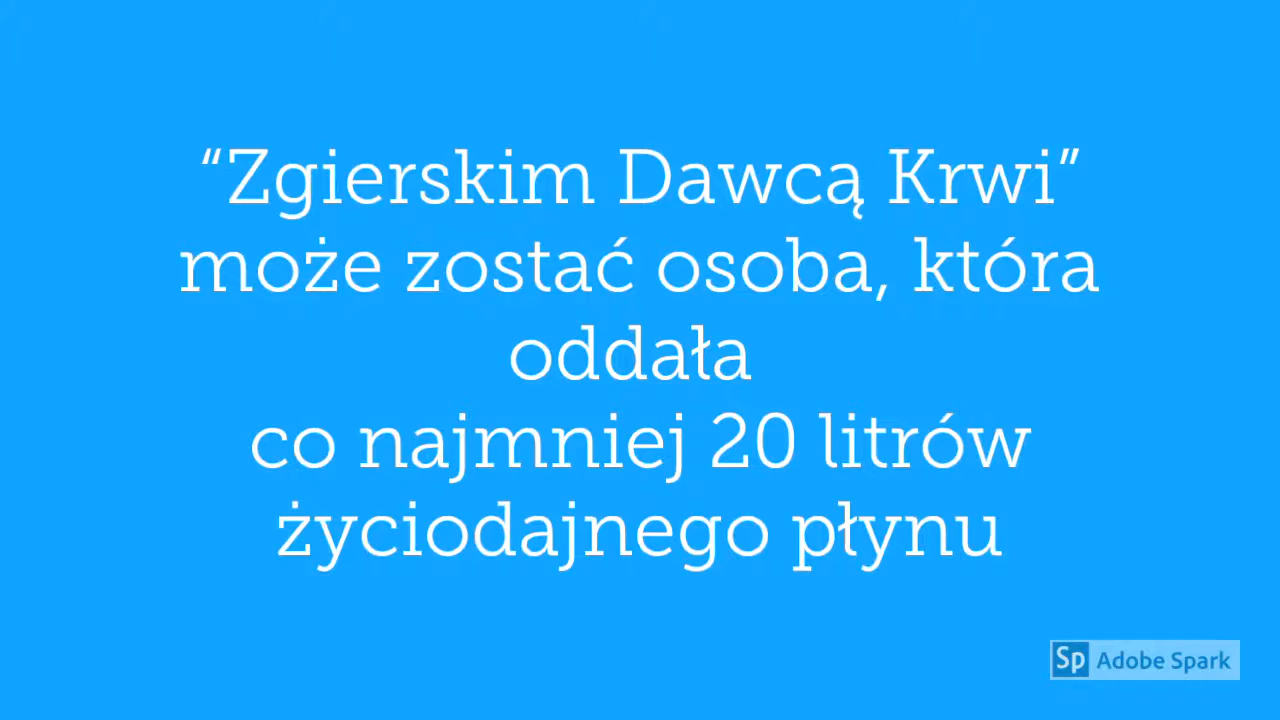 “Zgierskim Dawcą Krwi”
może zostać osoba, która
oddała
co najmniej 20 litrów
życiodajnego płynu
Sp Adobe Spark